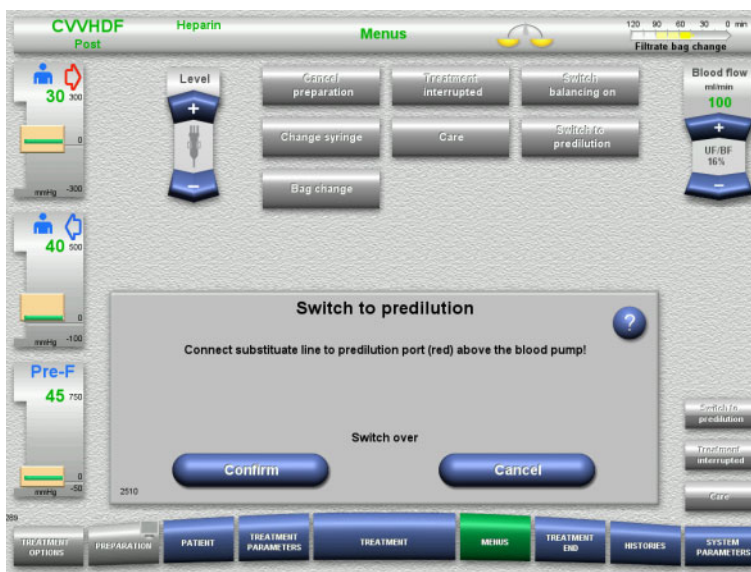 CVVHDF
Post
Heparin
Menus
120 90 60 30 0 min
Filtrate bag change
30 300
0
mmHg -300
Level
+
−
Cancel
preparation
Treatment
interrupted
Switch
balancing on
Change syringe
Care
Switch to
predilution
Bag change
Blood flow
ml/min
100
+
UF/BF
16%
−
40 500
0
mmHg -100
Pre-F
45 750
0
mmHg -50
Switch to predilution
?
Connect substituate line to predilution port (red) above the blood pump!
Switch over
Confirm
Cancel
2510
Switch to
predilution
Treatment
interrupted
Care
TREATMENT
OPTIONS
PREPARATION
PATIENT
TREATMENT
PARAMETERS
TREATMENT
MENUS
TREATMENT
END
HISTORIES
SYSTEM
PARAMETERS